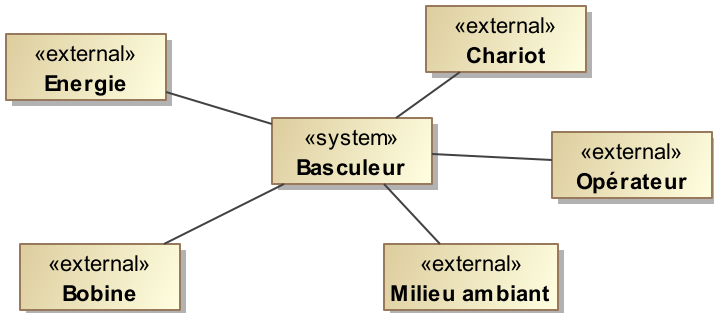 «external»
Chariot
«external»
Energie
«system»
Basculeur
«external»
Opérateur
«external»
Bobine
«external»
Milieu ambiant